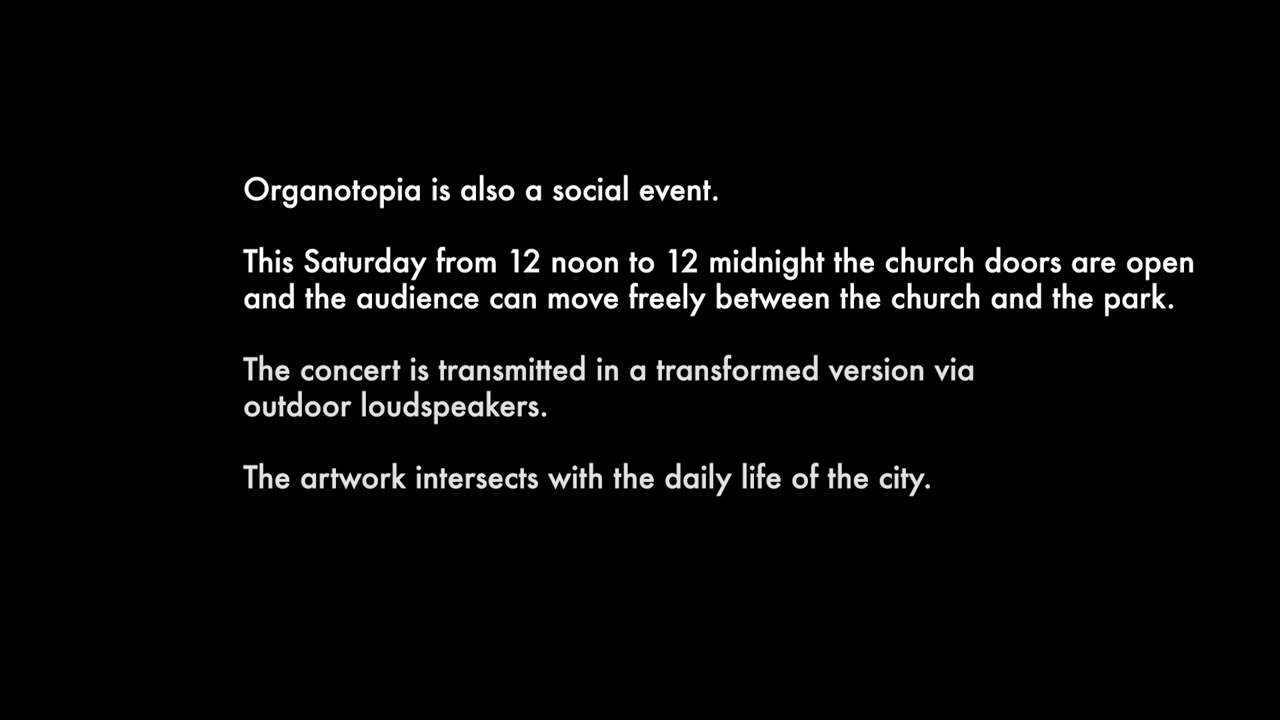 Organotopia is also a social event.
This Saturday from 12 noon to 12 midnight the church doors are open
and the audience can move freely between the church and the park.
The concert is transmitted in a transformed version via
outdoor loudspeakers.
The artwork intersects with the daily life of the city.